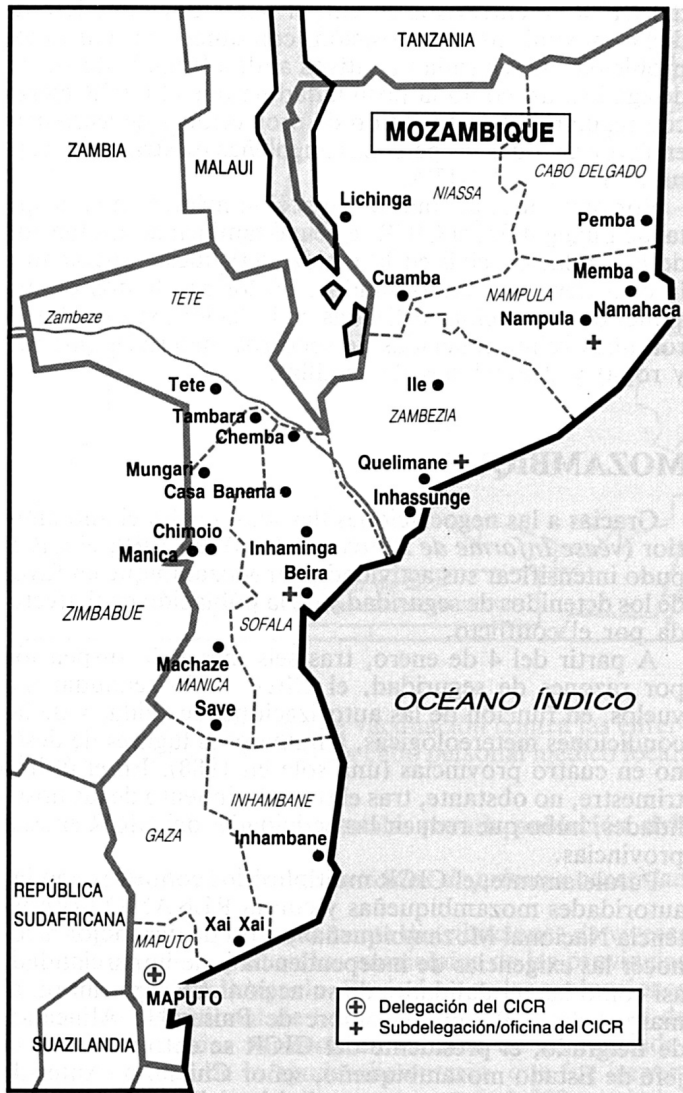 TANZANIA
MOZAMBIQUE
ZAMBIA
MALAUI
NIASSA
CABO DELGADO
Lichinga
Pemba
Memba
Cuamba
NAMPULA
Namahaca
Nampula
TETE
Zambeze
Tete
Ile
Tambara
ZAMBEZIA
Chemba
Mungari
Quelimane
Casa Banana
Inhassunge
Chimoio
Manica
Inhaminga
Beira
ZIMBABUE
SOFALA
Machaze
MANICA
OCÉANO ÍNDICO
Save
INHAMBANE
GAZA
Inhambane
REPÚBLICA
SUDAFRICANA
MAPUTO
Xai Xai
MAPUTO
SUAZILANDIA
Delegación del CICR
Subdelegación/oficina del CICR